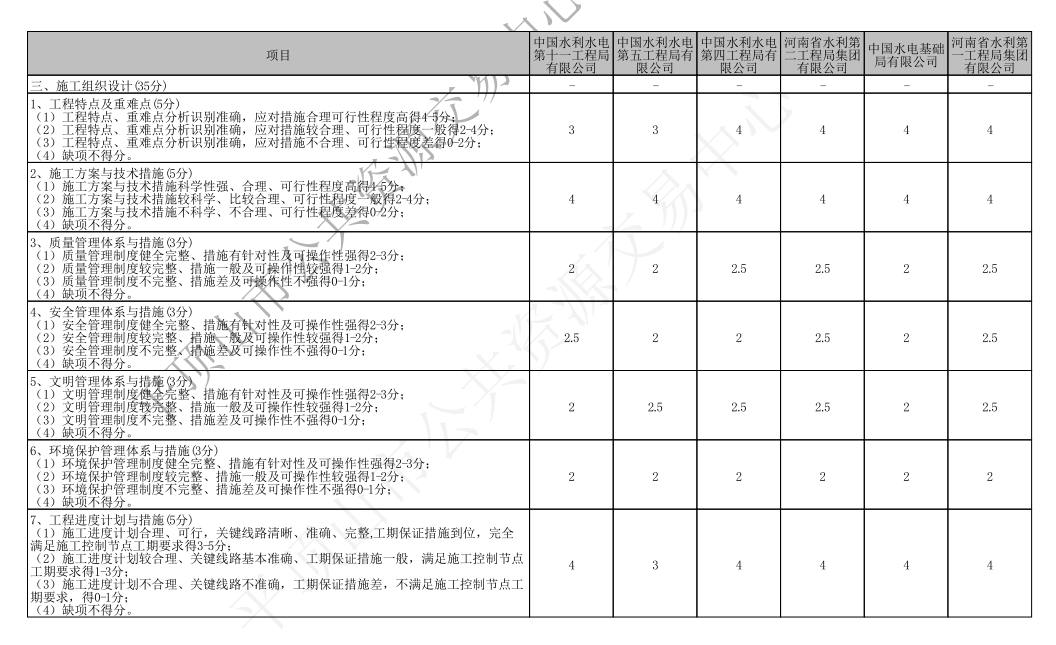 项目
中国水利水电
第十一工程局
有限公司
中国水利水电
第五工程局有
限公司
中国水利水电
第四工程局有
限公司
河南省水利第
二工程局集团
有限公司
中国水电基础
局有限公司
河南省水利第
一工程局集团
有限公司
三、施工组织设计(35分) - - - - - -
1、工程特点及重难点(5分)
（1）工程特点、重难点分析识别准确，应对措施合理可行性程度高得4-5分；
（2）工程特点、重难点分析识别准确，应对措施较合理、可行性程度一般得2-4分；
（3）工程特点、重难点分析识别准确，应对措施不合理、可行性程度差得0-2分；
（4）缺项不得分。
3 3 4 4 4 4
2、施工方案与技术措施(5分)
（1）施工方案与技术措施科学性强、合理、可行性程度高得4-5分；
（2）施工方案与技术措施较科学、比较合理、可行性程度一般得2-4分；
（3）施工方案与技术措施不科学、不合理、可行性程度差得0-2分；
（4）缺项不得分。
4 4 4 4 4 4
3、质量管理体系与措施(3分)
（1）质量管理制度健全完整、措施有针对性及可操作性强得2-3分；
（2）质量管理制度较完整、措施一般及可操作性较强得1-2分；
（3）质量管理制度不完整、措施差及可操作性不强得0-1分；
（4）缺项不得分。
2 2 2.5 2.5 2 2.5
4、安全管理体系与措施(3分)
（1）安全管理制度健全完整、措施有针对性及可操作性强得2-3分；
（2）安全管理制度较完整、措施一般及可操作性较强得1-2分；
（3）安全管理制度不完整、措施差及可操作性不强得0-1分；
（4）缺项不得分。
2.5 2 2 2.5 2 2.5
5、文明管理体系与措施(3分)
（1）文明管理制度健全完整、措施有针对性及可操作性强得2-3分；
（2）文明管理制度较完整、措施一般及可操作性较强得1-2分；
（3）文明管理制度不完整、措施差及可操作性不强得0-1分；
（4）缺项不得分。
2 2.5 2.5 2.5 2 2.5
6、环境保护管理体系与措施(3分)
（1）环境保护管理制度健全完整、措施有针对性及可操作性强得2-3分；
（2）环境保护管理制度较完整、措施一般及可操作性较强得1-2分；
（3）环境保护管理制度不完整、措施差及可操作性不强得0-1分；
（4）缺项不得分。
2 2 2 2 2 2
7、工程进度计划与措施(5分)
（1）施工进度计划合理、可行，关键线路清晰、准确、完整,工期保证措施到位，完全
满足施工控制节点工期要求得3-5分；
（2）施工进度计划较合理、关键线路基本准确、工期保证措施一般，满足施工控制节点
工期要求得1-3分；
（3）施工进度计划不合理、关键线路不准确，工期保证措施差，不满足施工控制节点工
期要求，得0-1分；
（4）缺项不得分。
4 3 4 4 4 4
平顶山市公共资源交易中心
平顶山市公共资源交易中心